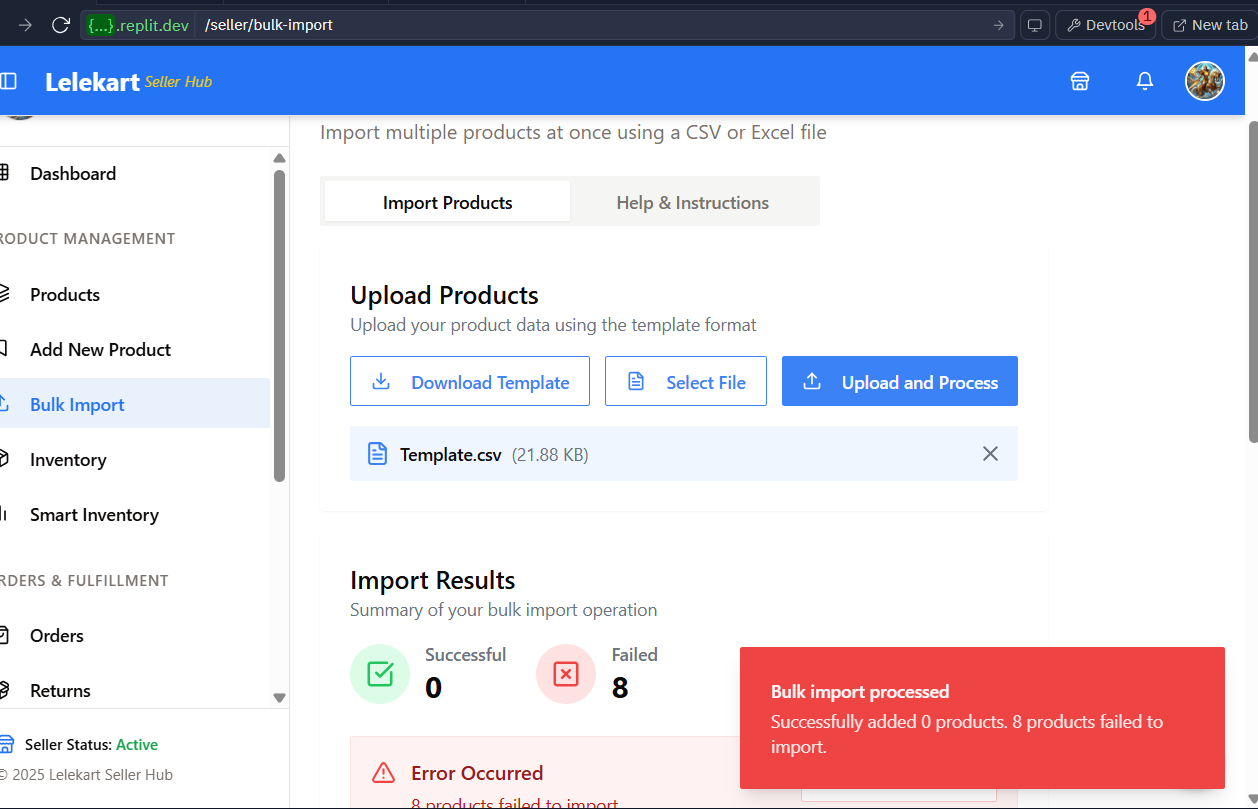 {...}.replit.dev /seller/bulk-import
Devtools 1
New tab
Lelekart Seller Hub
Dashboard
RODUCT MANAGEMENT
Products
Add New Product
Bulk Import
Inventory
Smart Inventory
RDERS & FULFILLMENT
Orders
Returns
Seller Status: Active
© 2025 Lelekart Seller Hub
Import multiple products at once using a CSV or Excel file
Import Products
Help & Instructions
Upload Products
Upload your product data using the template format
Download Template
Select File
Upload and Process
Template.csv (21.88 KB)
Import Results
Summary of your bulk import operation
Successful
0
Failed
8
Error Occurred
8 products failed to import
Bulk import processed
Successfully added 0 products. 8 products failed to
import.